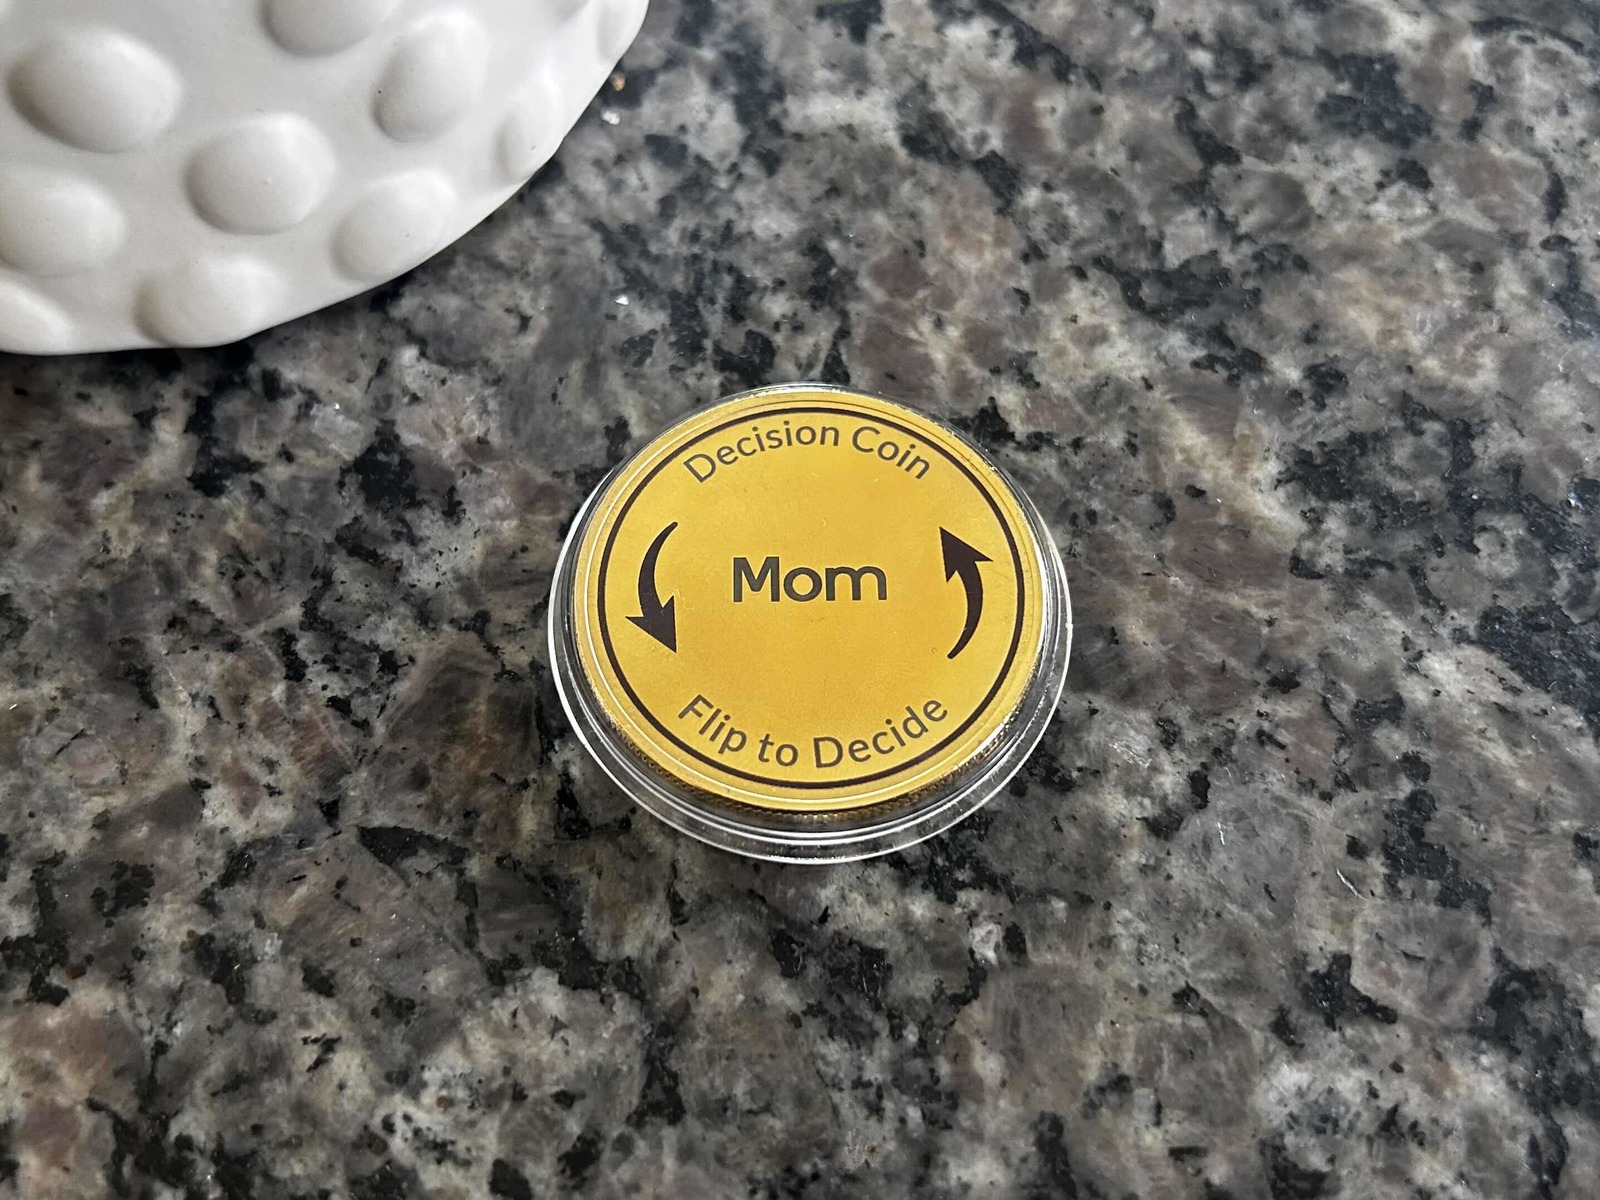 Decision Coin
Mom
Flip to Decide